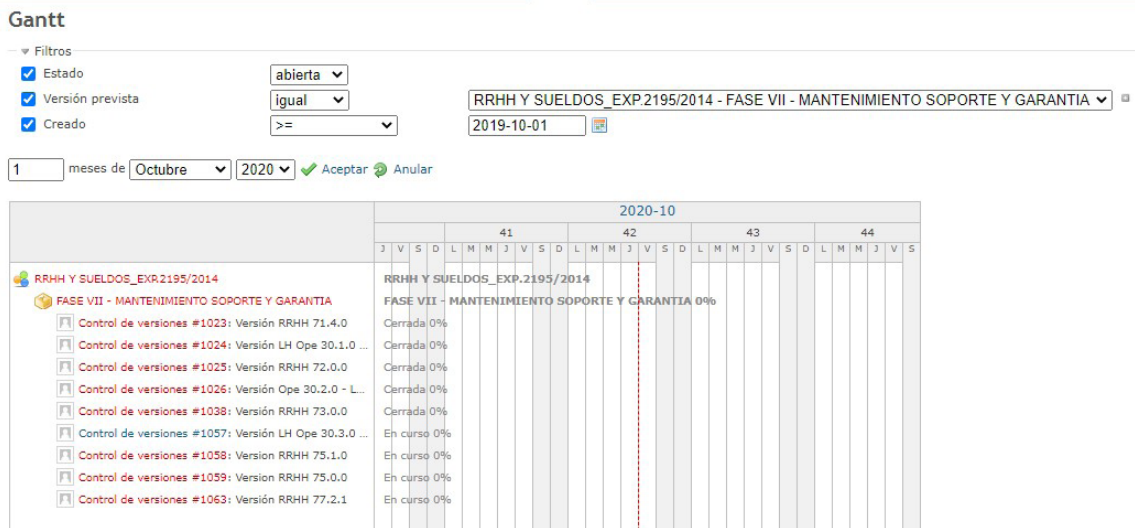 Gantt
Filtros
Estado abierta
Versión prevista igual RRHH Y SUELDOS_EXP.2195/2014 - FASE VII - MANTENIMIENTO SOPORTE Y GARANTIA
Creado >= 2019-10-01
1 meses de Octubre 2020 Aceptar Anular
2020-10
41 42 43 44
J V S D L M M J V S D L M M J V S D L M M J V S D L M M J V S
RRHH Y SUELDOS_EXP.2195/2014 RRHH Y SUELDOS_EXP.2195/2014
FASE VII - MANTENIMIENTO SOPORTE Y GARANTIA FASE VII - MANTENIMIENTO SOPORTE Y GARANTIA 0%
Control de versiones #1023: Versión RRHH 71.4.0 Cerrada 0%
Control de versiones #1024: Versión LH Ope 30.1.0 ... Cerrada 0%
Control de versiones #1025: Versión RRHH 72.0.0 Cerrada 0%
Control de versiones #1026: Versión Ope 30.2.0 - L... Cerrada 0%
Control de versiones #1038: Versión RRHH 73.0.0 Cerrada 0%
Control de versiones #1057: Versión LH Ope 30.3.0 ... En curso 0%
Control de versiones #1058: Version RRHH 75.1.0 En curso 0%
Control de versiones #1059: Versión RRHH 75.0.0 En curso 0%
Control de versiones #1063: Versión RRHH 77.2.1 En curso 0%